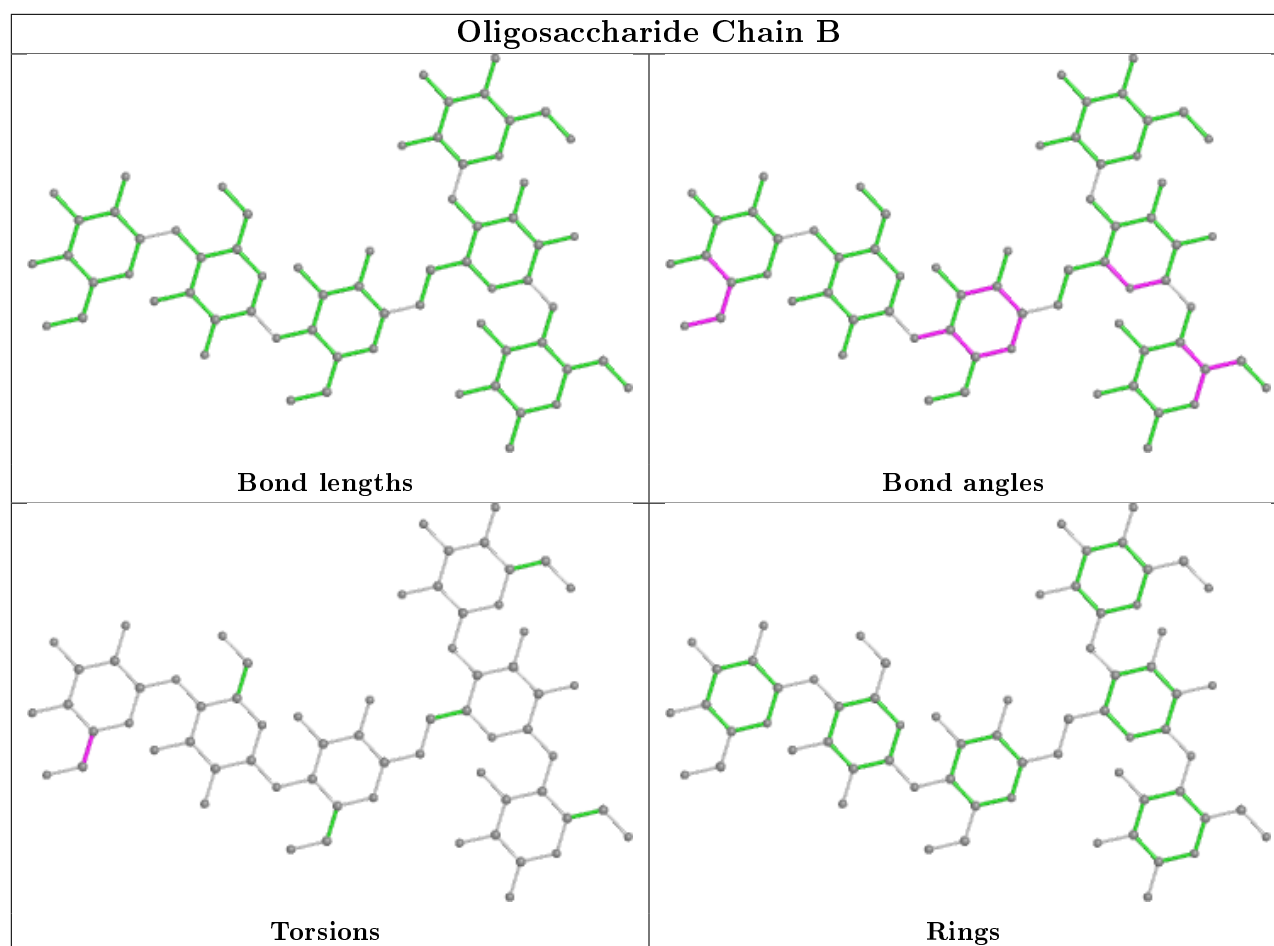 Oligosaccharide Chain B
Bond lengths
Bond angles
Torsions
Rings